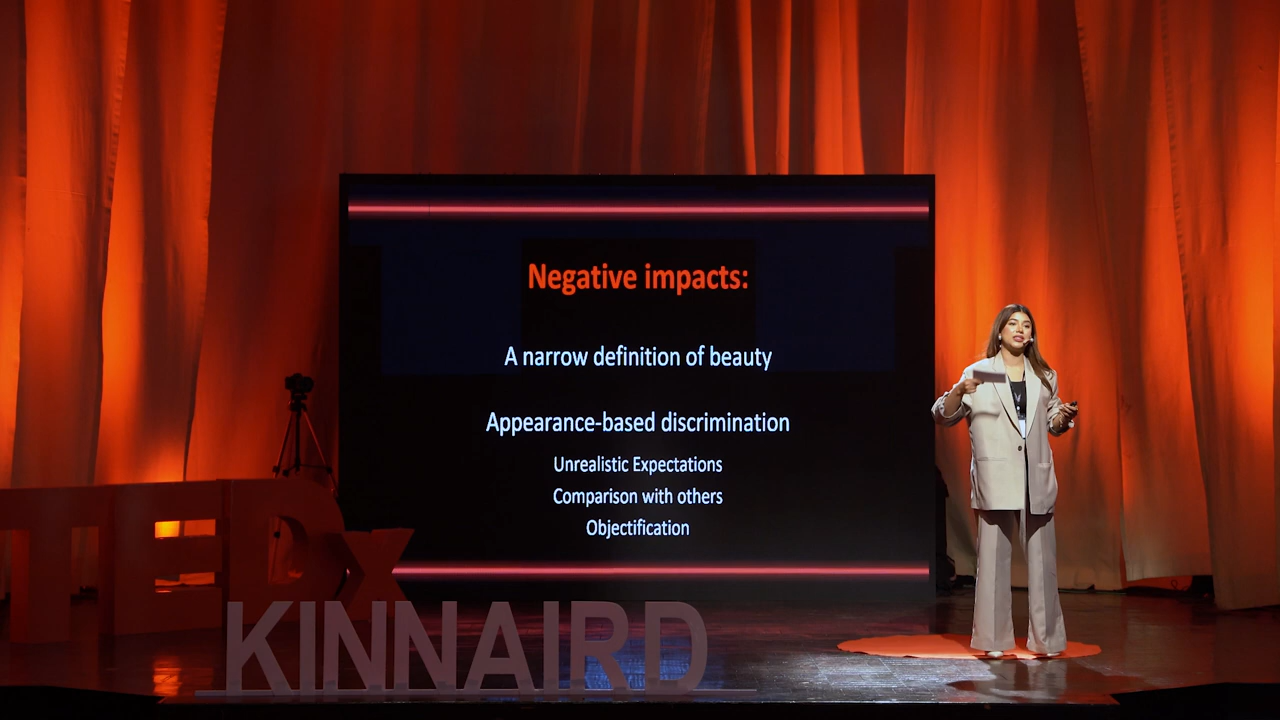 Negative impacts:
A narrow definition of beauty
Appearance-based discrimination
Unrealistic Expectations
Comparison with others
Objectification
TEDx
KINNAIRD